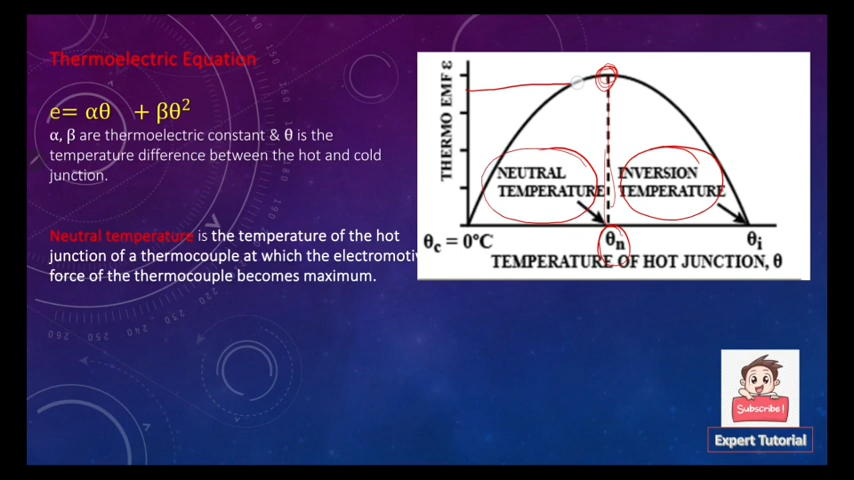 Thermoelectric Equation
e= αθ + βθ²
α, β are thermoelectric constant & θ is the
temperature difference between the hot and cold
junction.
Neutral temperature is the temperature of the hot
junction of a thermocouple at which the electromoti
force of the thermocouple becomes maximum.
THERMO EMF ε
NEUTRAL
TEMPERATURE
INVERSION
TEMPERATURE
θc = 0°C
θn
θi
TEMPERATURE OF HOT JUNCTION, θ
Subscribe!
Expert Tutorial